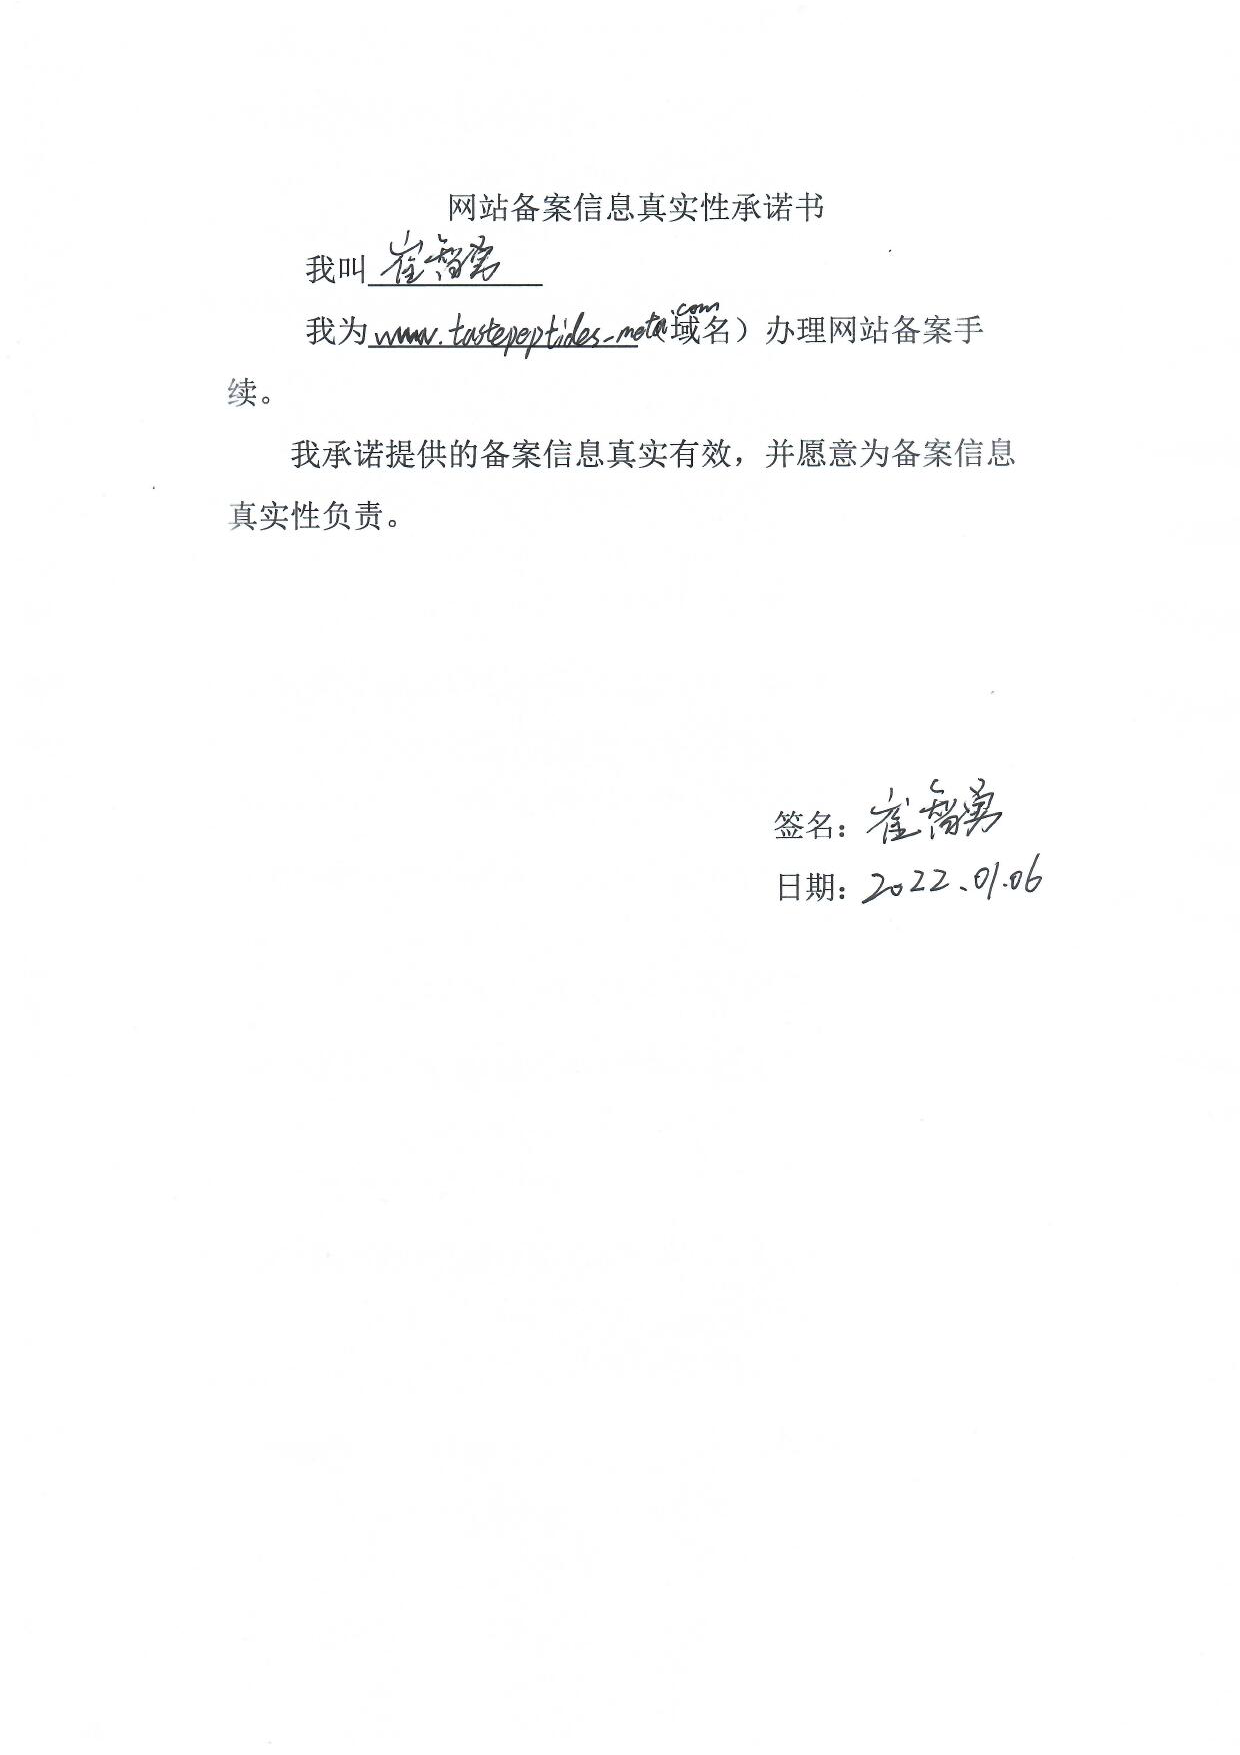 网站备案信息真实性承诺书
我叫崔智勇
我为www.tastepeptides-meta.com(域名）办理网站备案手
续。
我承诺提供的备案信息真实有效，并愿意为备案信息
真实性负责。
签名：崔智勇
日期：2022.01.06